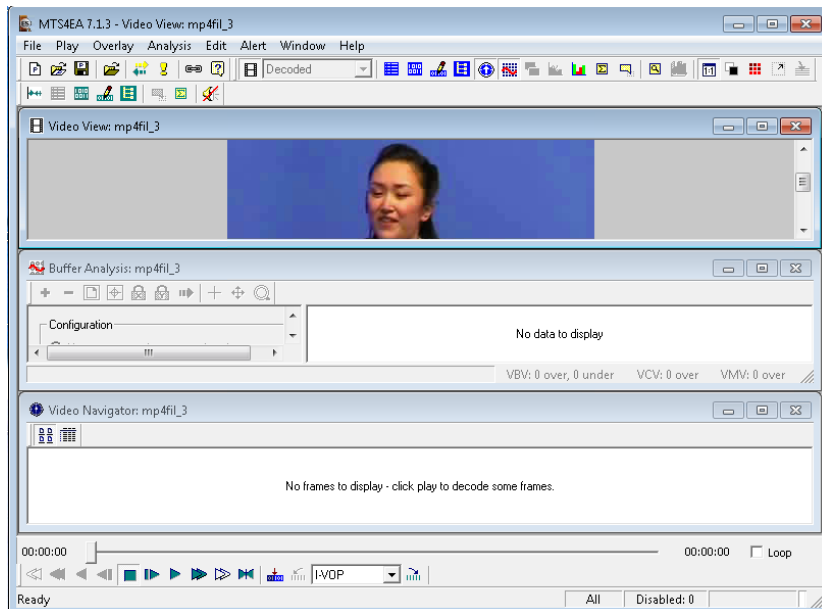 MTS4EA 7.1.3 - Video View: mp4fil_3
File Play Overlay Analysis Edit Alert Window Help
Decoded
Video View: mp4fil_3
Buffer Analysis: mp4fil_3
Configuration
No data to display
VBV: 0 over, 0 under VCV: 0 over VMV: 0 over
Video Navigator: mp4fil_3
No frames to display - click play to decode some frames.
00:00:00 00:00:00 Loop
I-VOP
Ready All Disabled: 0